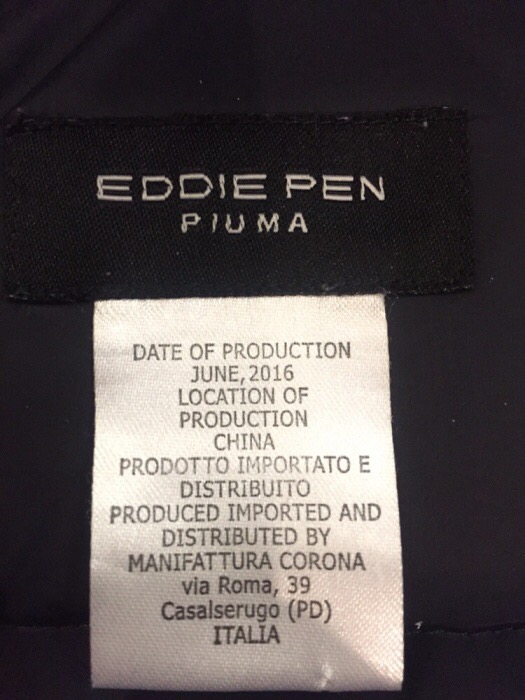 EDDIE PEN
PIUMA
DATE OF PRODUCTION
JUNE,2016
LOCATION OF
PRODUCTION
CHINA
PRODOTTO IMPORTATO E
DISTRIBUITO
PRODUCED IMPORTED AND
DISTRIBUTED BY
MANIFATTURA CORONA
via Roma, 39
Casalserugo (PD)
ITALIA